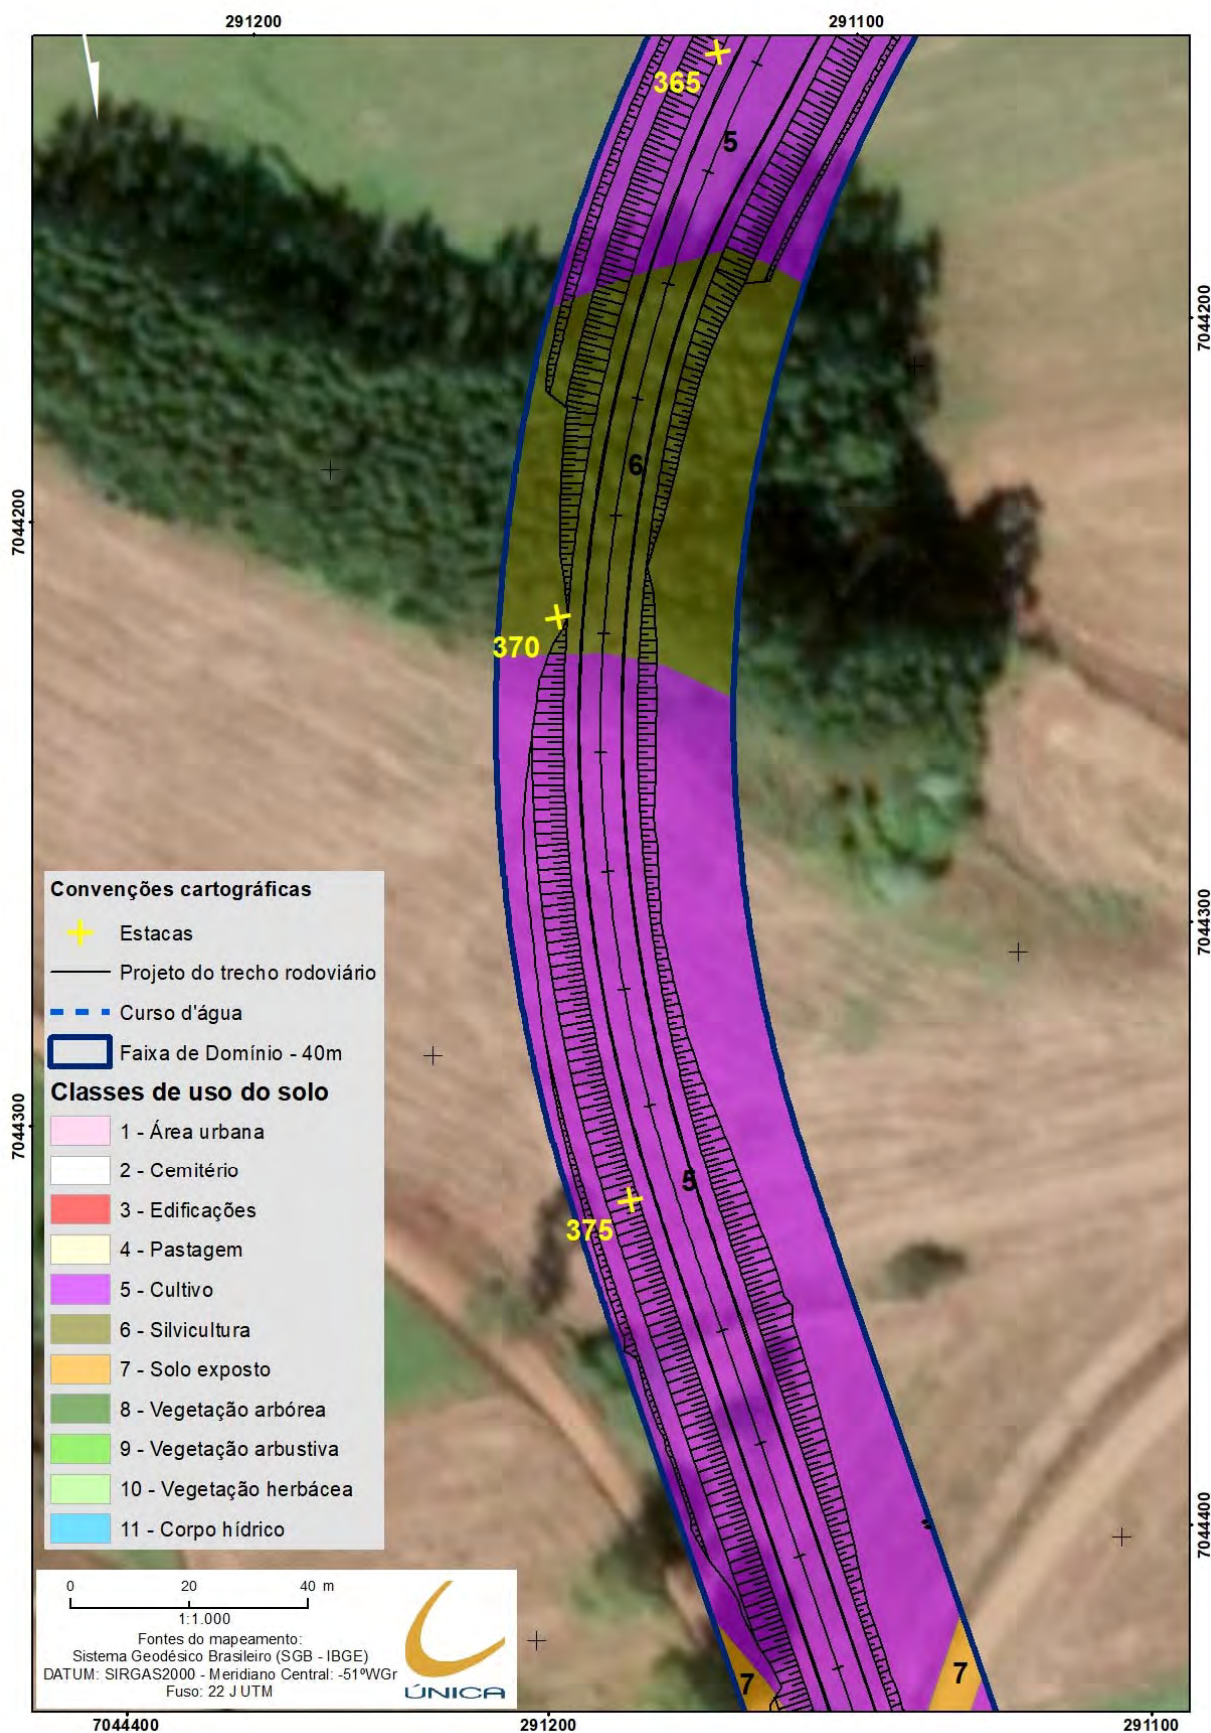 291200
291100
365
5
7044200
6
7044200
370
7044300
Convenções cartográficas
Estacas
Projeto do trecho rodoviário
Curso d'água
Faixa de Domínio - 40m
Classes de uso do solo
1 - Área urbana
2 - Cemitério
3 - Edificações
4 - Pastagem
5 - Cultivo
6 - Silvicultura
7 - Solo exposto
8 - Vegetação arbórea
9 - Vegetação arbustiva
10 - Vegetação herbácea
11 - Corpo hídrico
7044300
5
375
7044400
0 20 40 m
1:1.000
Fontes do mapeamento:
Sistema Geodésico Brasileiro (SGB - IBGE)
DATUM: SIRGAS2000 - Meridiano Central: -51ºWGr
Fuso: 22 J UTM
ÚNICA
7
7
7044400
291200
291100